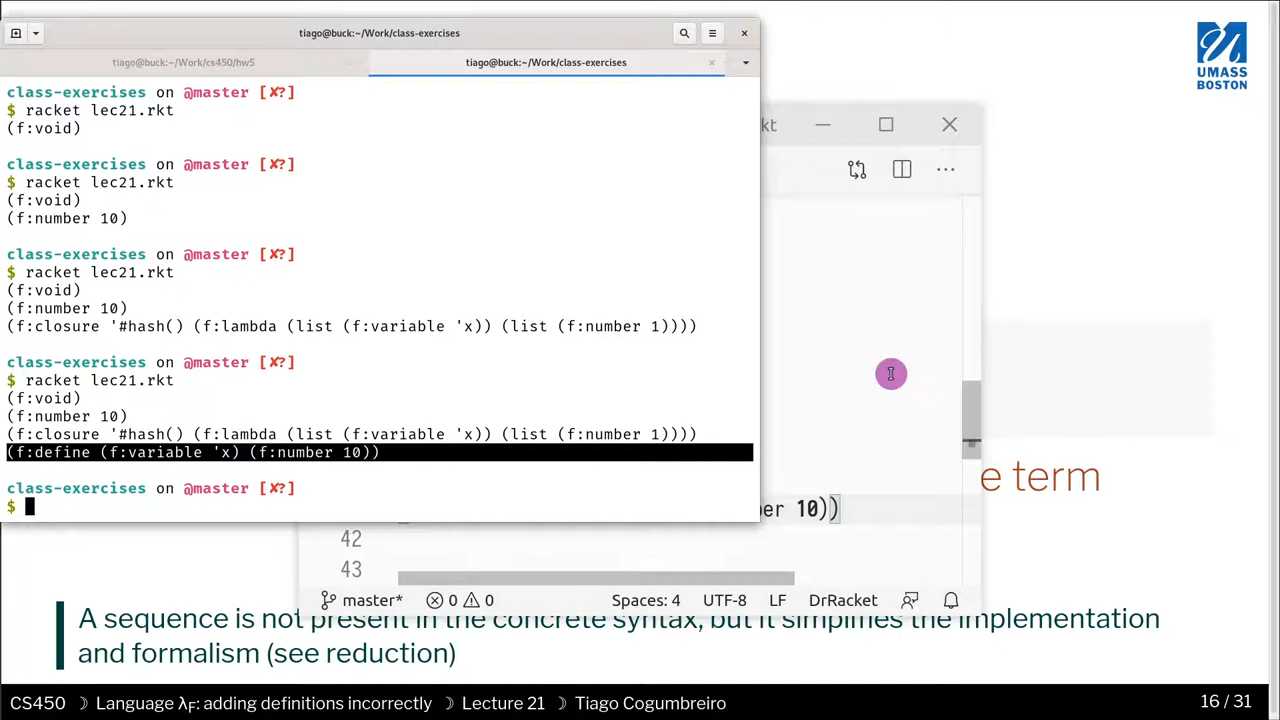 tiago@buck:~/Work/class-exercises
tiago@buck:~/Work/cs450/hw5
tiago@buck:~/Work/class-exercises
class-exercises on @master [✘?]
$ racket lec21.rkt
(f:void)
class-exercises on @master [✘?]
$ racket lec21.rkt
(f:void)
(f:number 10)
class-exercises on @master [✘?]
$ racket lec21.rkt
(f:void)
(f:number 10)
(f:closure '#hash() (f:lambda (list (f:variable 'x)) (list (f:number 1))))
class-exercises on @master [✘?]
$ racket lec21.rkt
(f:void)
(f:number 10)
(f:closure '#hash() (f:lambda (list (f:variable 'x)) (list (f:number 1))))
(f:define (f:variable 'x) (f:number 10))
class-exercises on @master [✘?]
$
UMASS
BOSTON
kt
e term
er 10))
42
43
master* 0 0 Spaces: 4 UTF-8 LF DrRacket
A sequence is not present in the concrete syntax, but it simplifies the implementation
and formalism (see reduction)
CS450 ☽ Language λF: adding definitions incorrectly ☽ Lecture 21 ☽ Tiago Cogumbreiro
16 / 31